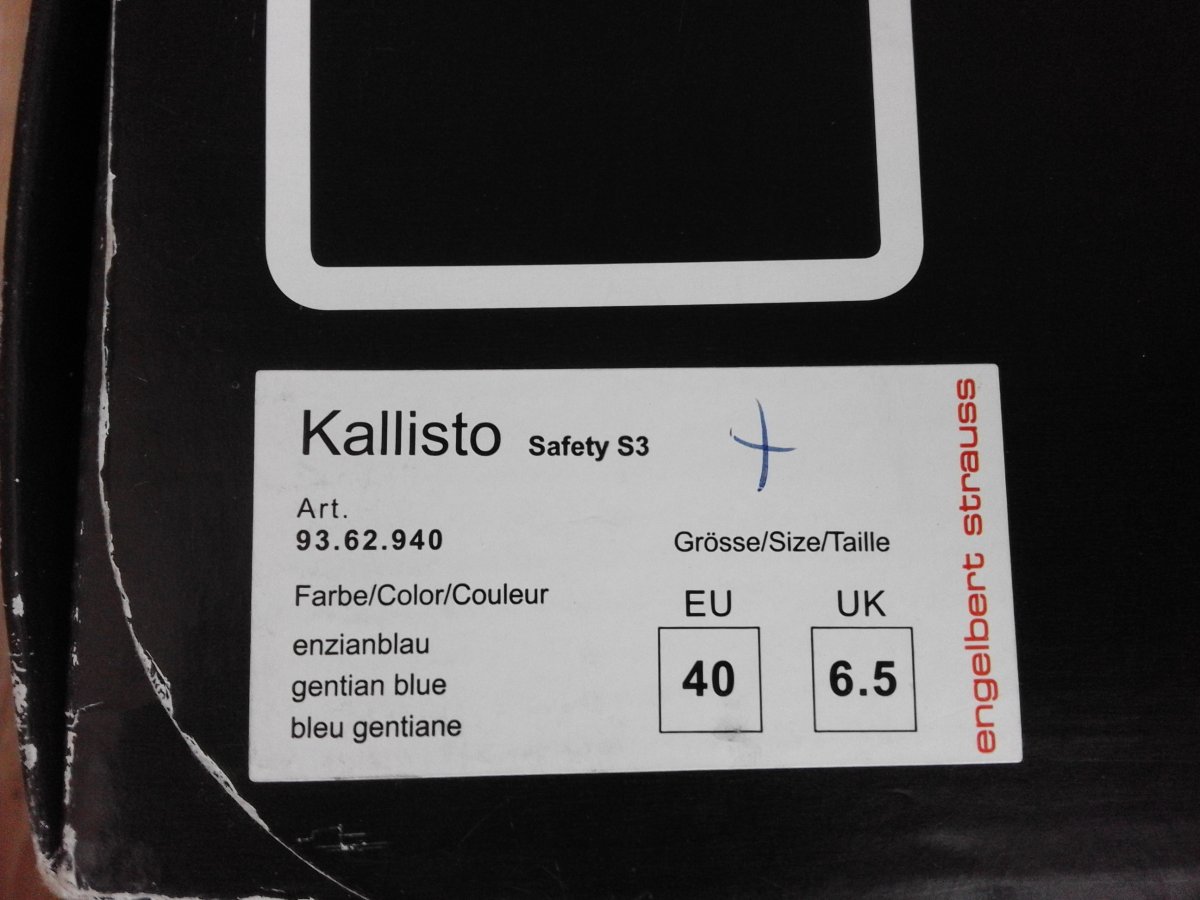 Kallisto Safety S3
Art.
93.62.940
Farbe/Color/Couleur
enzianblau
gentian blue
bleu gentiane
Grösse/Size/Taille
EU UK
40 6.5
engelbert strauss